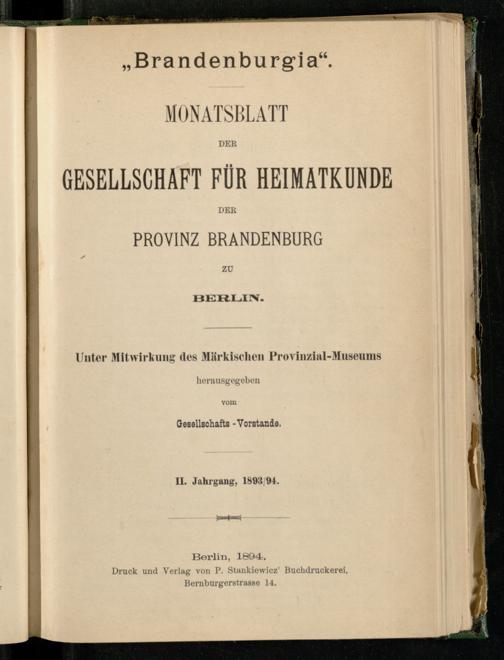 „Brandenburgia“.
MONATSBLATT
DER
GESELLSCHAFT FÜR HEIMATKUNDE
DER
PROVINZ BRANDENBURG
ZU
BERLIN.
Unter Mitwirkung des Märkischen Provinzial-Museums
herausgegeben
vom
Gesellschafts-Vorstande.
II. Jahrgang, 1893/94.
Berlin, 1894.
Druck und Verlag von P. Stankiewicz' Buchdruckerei,
Bernburgerstrasse 14.